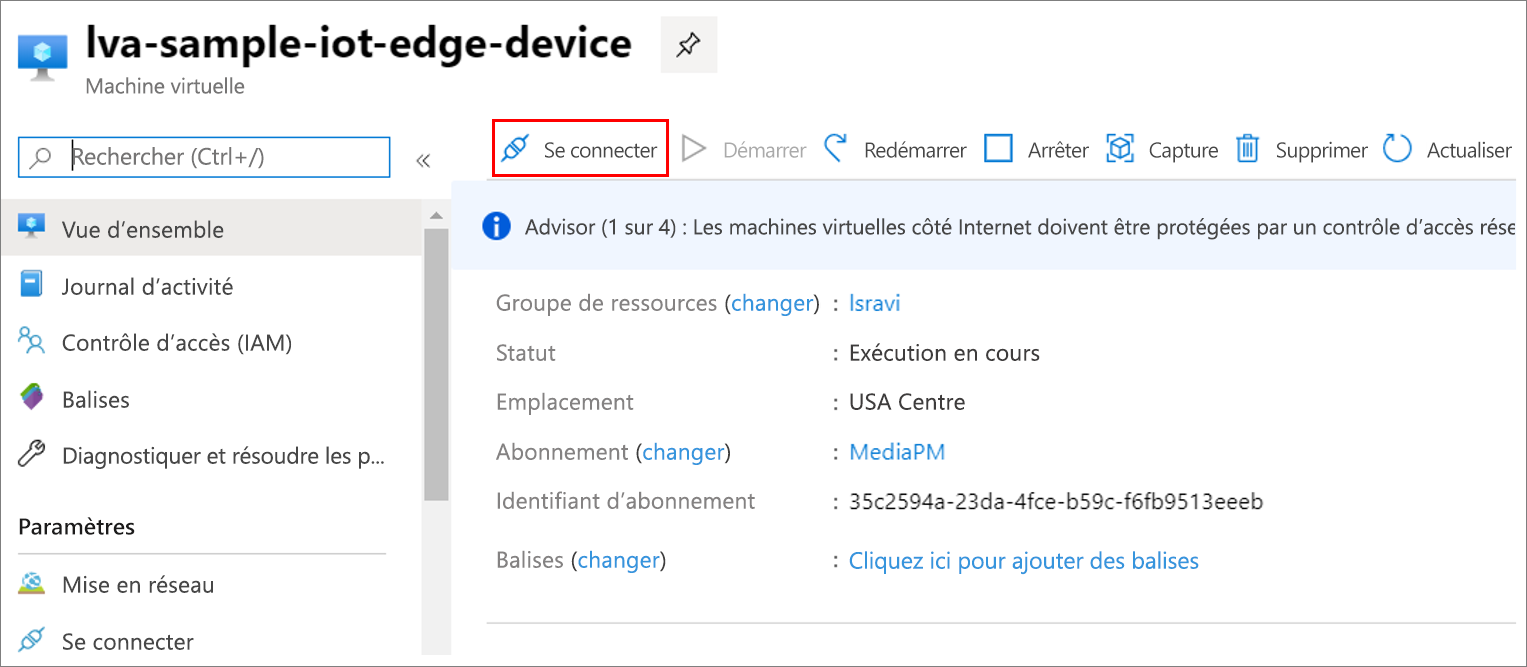 lva-sample-iot-edge-device
Machine virtuelle
Rechercher (Ctrl+/)
«
Se connecter
Démarrer
Redémarrer
Arrêter
Capture
Supprimer
Actualiser
Vue d’ensemble
Journal d’activité
Contrôle d’accès (IAM)
Balises
Diagnostiquer et résoudre les p...
Paramètres
Mise en réseau
Se connecter
Advisor (1 sur 4) : Les machines virtuelles côté Internet doivent être protégées par un contrôle d’accès rése
Groupe de ressources (changer) : lsravi
Statut : Exécution en cours
Emplacement : USA Centre
Abonnement (changer) : MediaPM
Identifiant d’abonnement : 35c2594a-23da-4fce-b59c-f6fb9513eeeb
Balises (changer) : Cliquez ici pour ajouter des balises